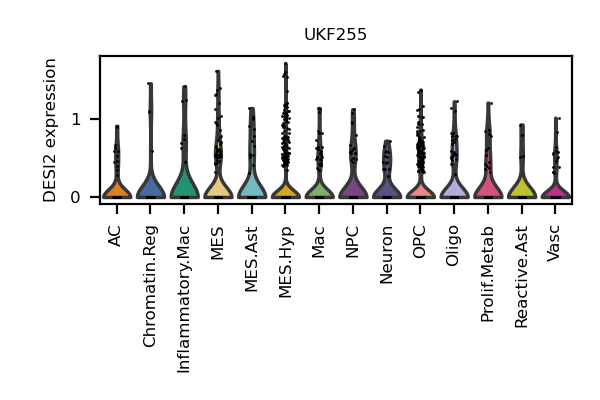 UKF255
DESI2 expression
1
0
AC
Chromatin.Reg
Inflammatory.Mac
MES
MES.Ast
MES.Hyp
Mac
NPC
Neuron
OPC
Oligo
Prolif.Metab
Reactive.Ast
Vasc